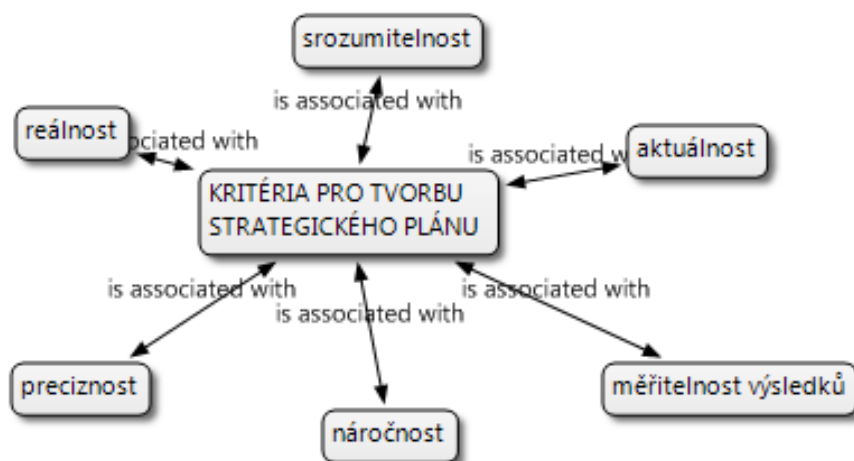 srozumitelnost
is associated with
reálnost
ociated with
is associated w
aktuálnost
KRITÉRIA PRO TVORBU
STRATEGICKÉHO PLÁNU
is associated with
is associated with
is associated with
preciznost
měřitelnost výsledků
náročnost